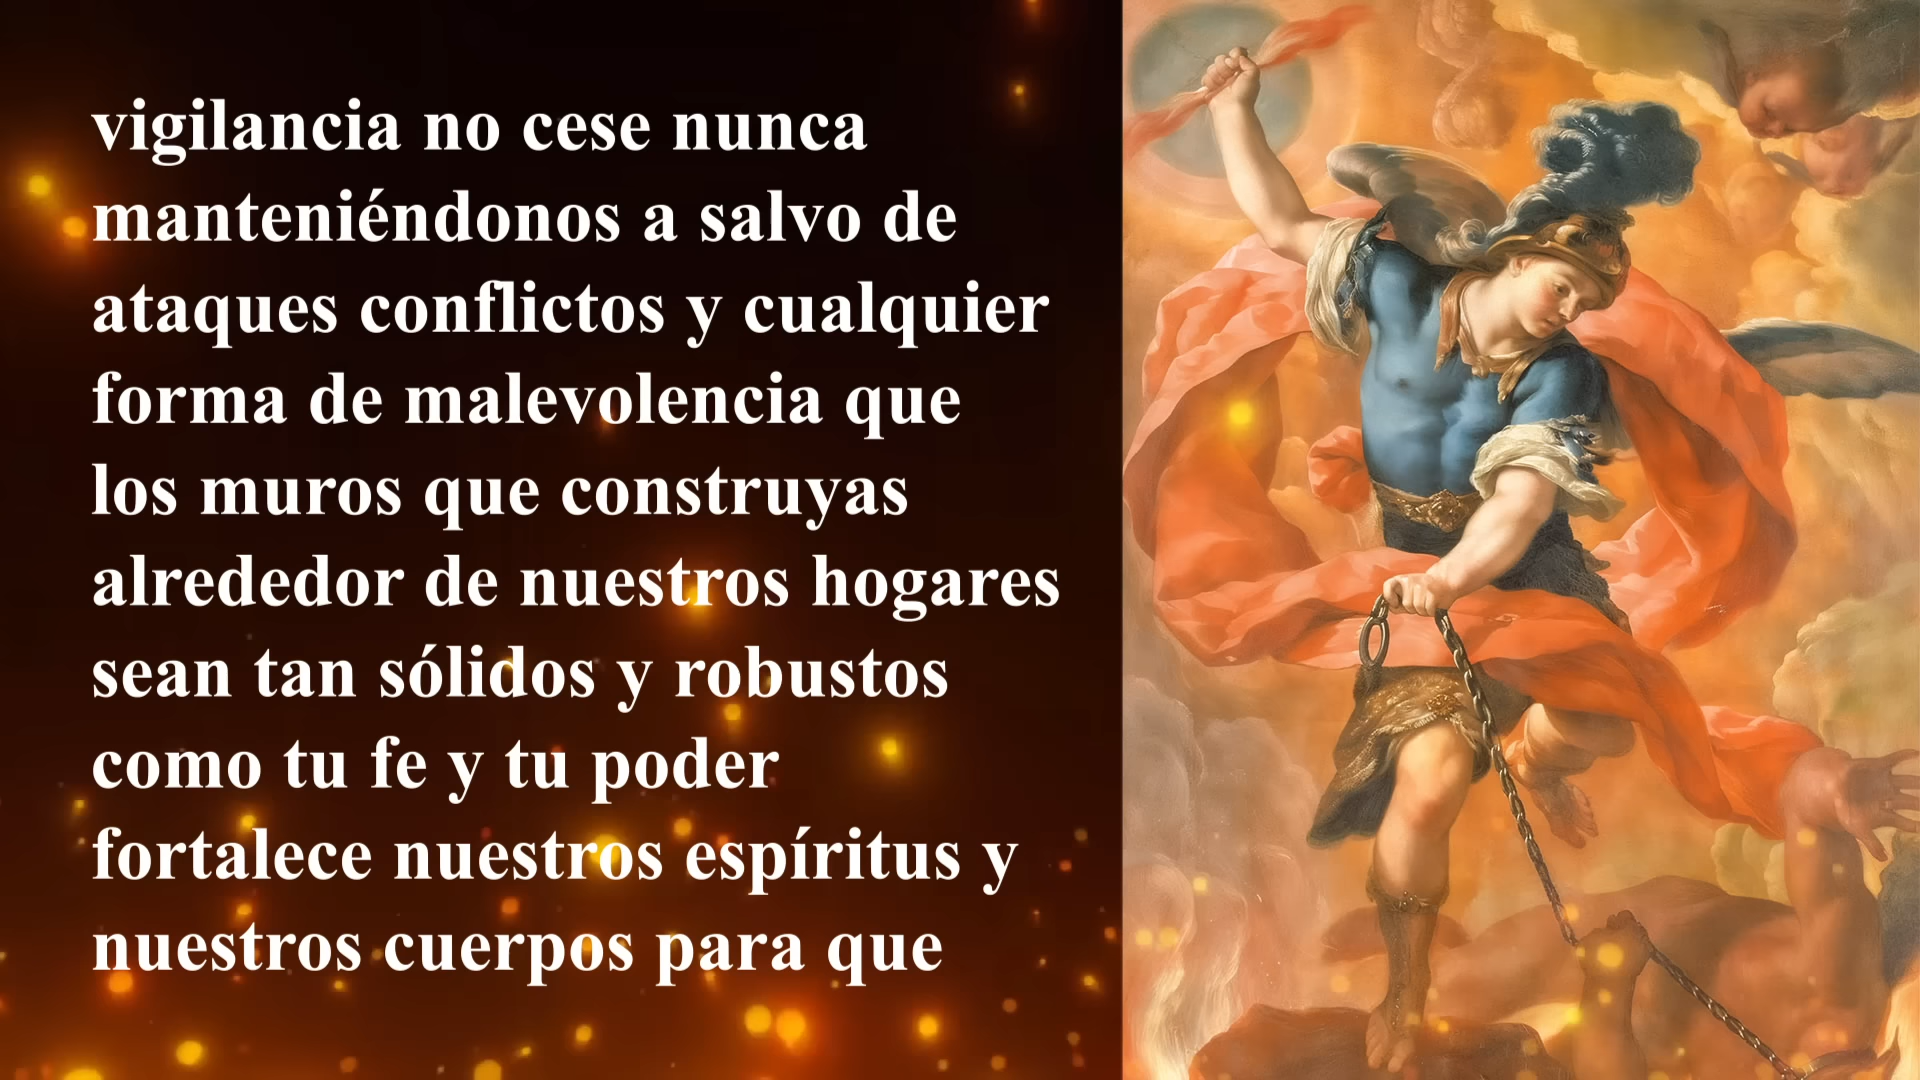 vigilancia no cese nunca
manteniéndonos a salvo de
ataques conflictos y cualquier
forma de malevolencia que
los muros que construyas
alrededor de nuestros hogares
sean tan sólidos y robustos
como tu fe y tu poder
fortalece nuestros espíritus y
nuestros cuerpos para que